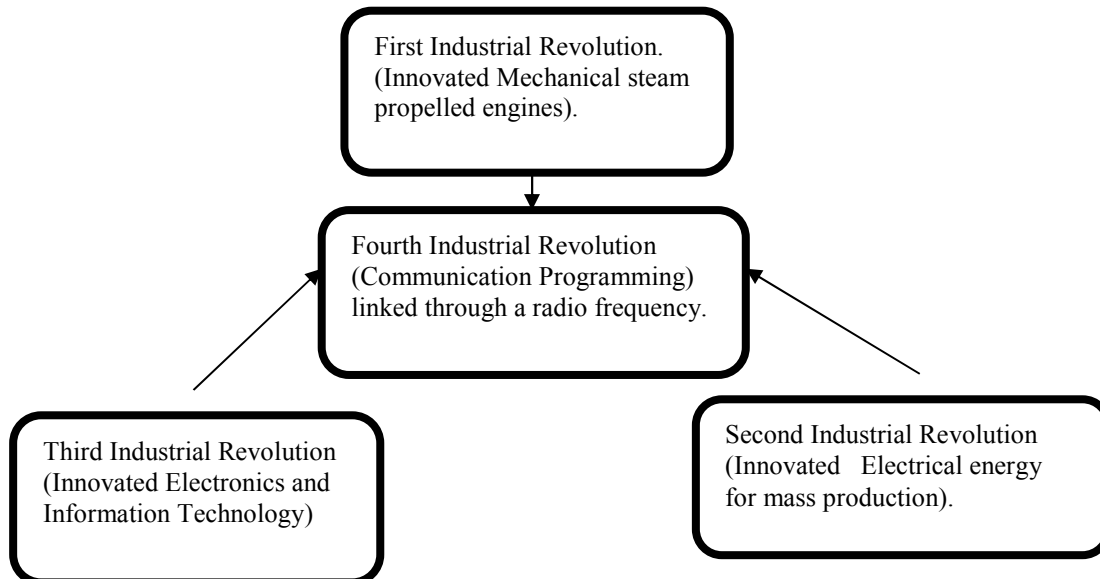 First Industrial Revolution.
(Innovated Mechanical steam
propelled engines).
Fourth Industrial Revolution
(Communication Programming)
linked through a radio frequency.
Third Industrial Revolution
(Innovated Electronics and
Information Technology)
Second Industrial Revolution
(Innovated   Electrical energy
for mass production).